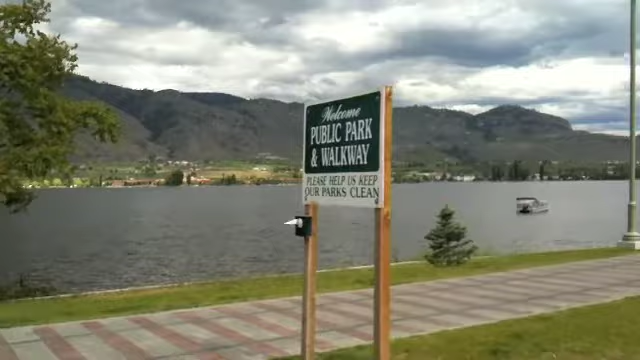 Welcome
PUBLIC PARK
& WALKWAY
PLEASE HELP US KEEP
OUR PARKS CLEAN